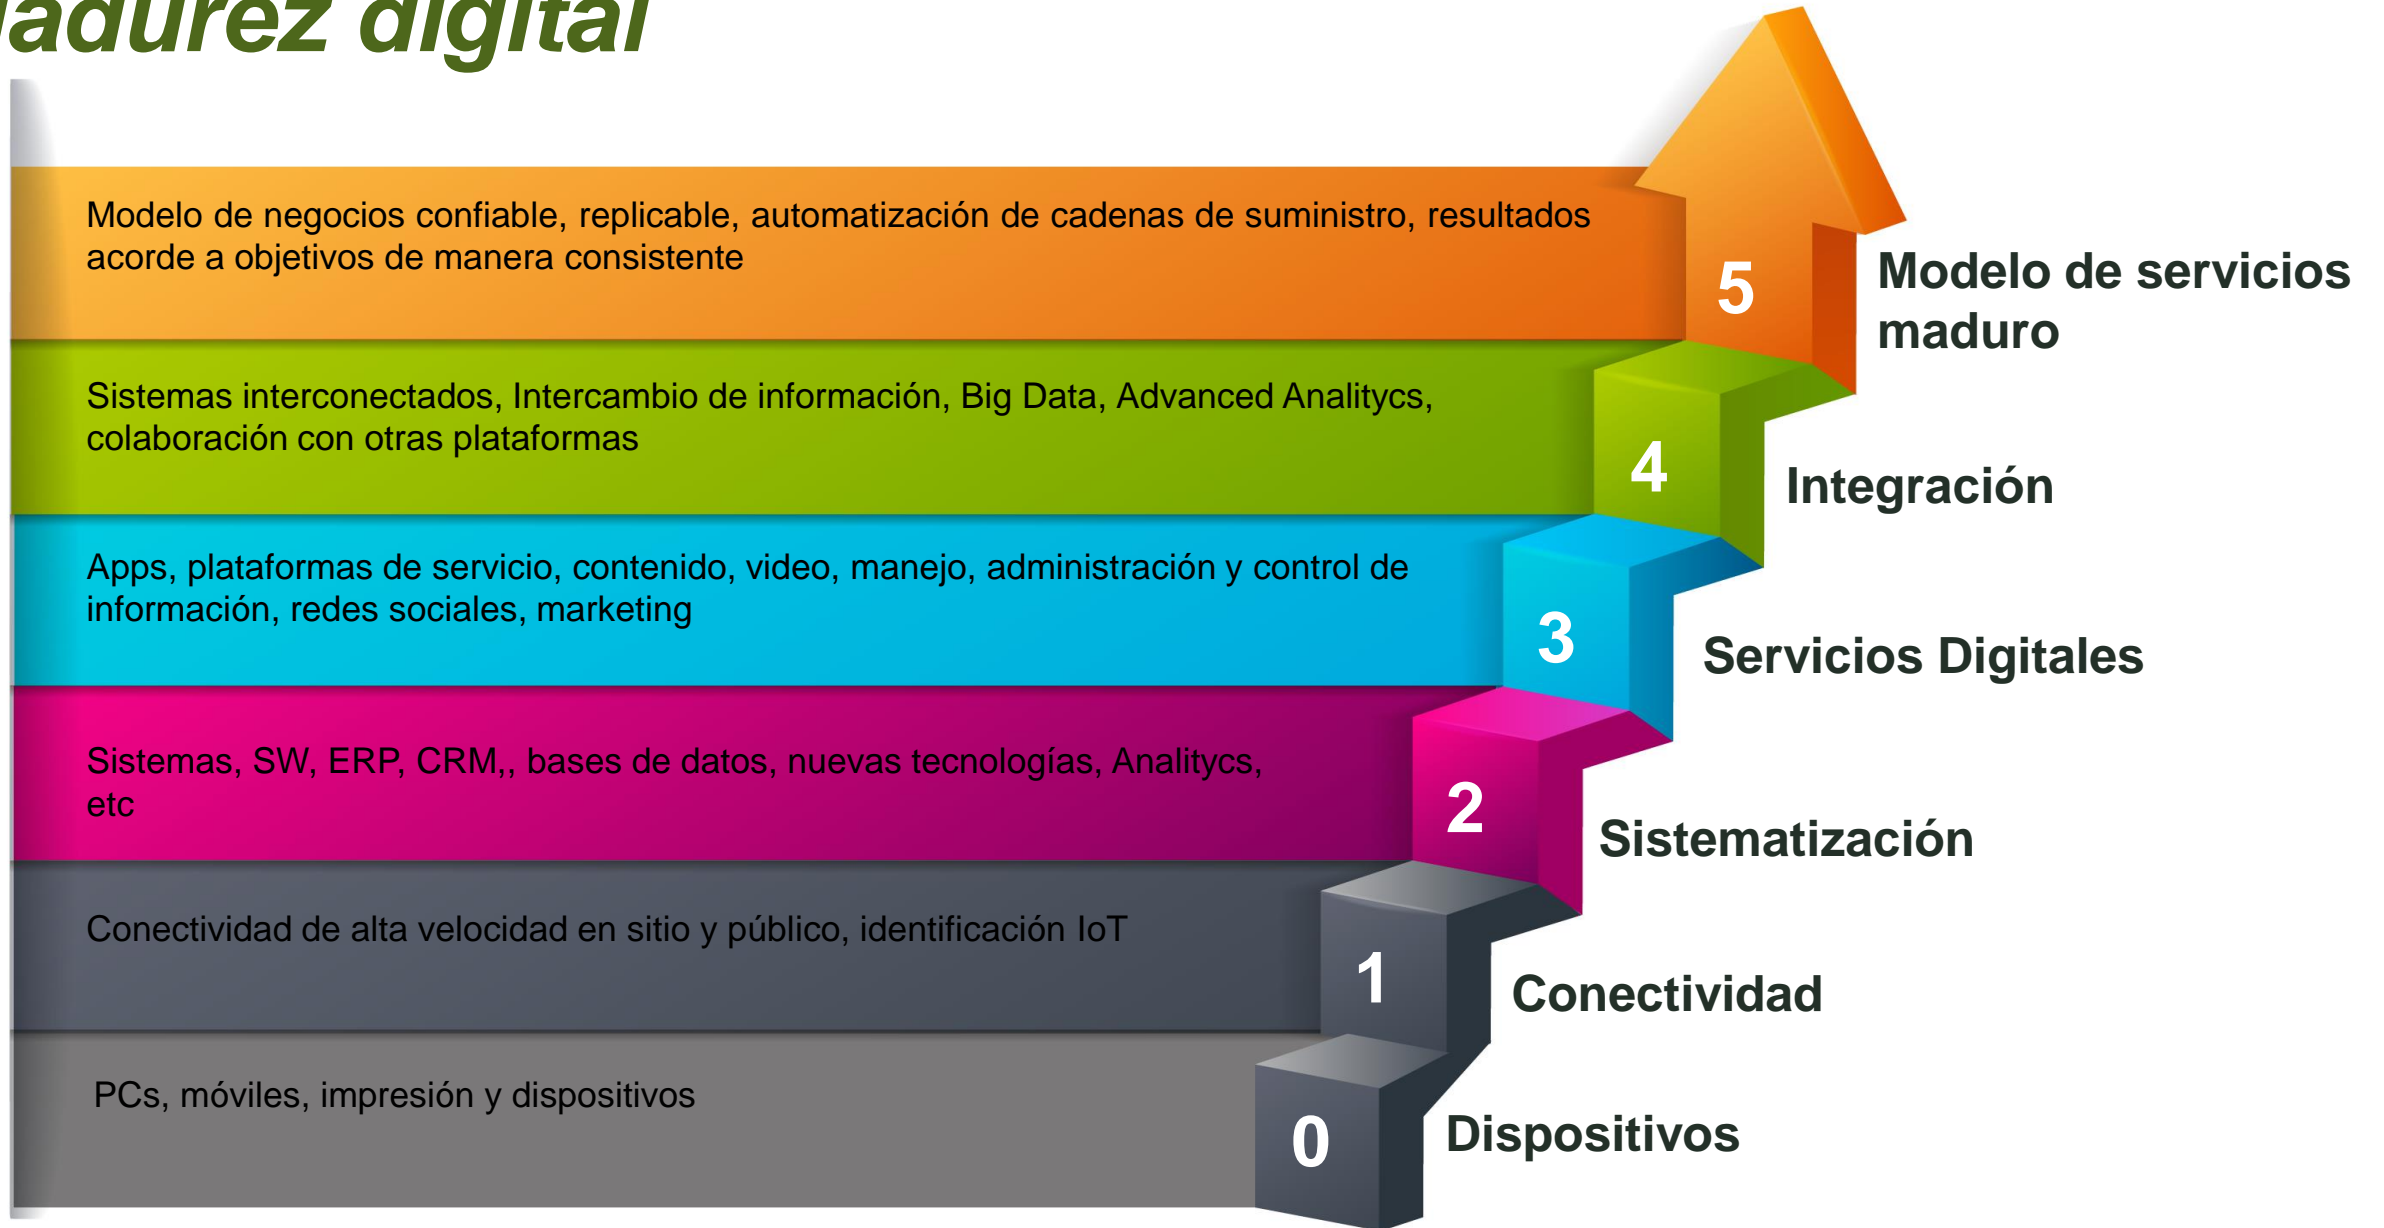 adurez digital
Modelo de negocios confiable, replicable, automatización de cadenas de suministro, resultados
acorde a objetivos de manera consistente
5
Modelo de servicios
maduro
Sistemas interconectados, Intercambio de información, Big Data, Advanced Analitycs,
colaboración con otras plataformas
4
Integración
Apps, plataformas de servicio, contenido, video, manejo, administración y control de
información, redes sociales, marketing
3
Servicios Digitales
Sistemas, SW, ERP, CRM,, bases de datos, nuevas tecnologías, Analitycs,
etc
2
Sistematización
Conectividad de alta velocidad en sitio y público, identificación IoT
1
Conectividad
PCs, móviles, impresión y dispositivos
0
Dispositivos